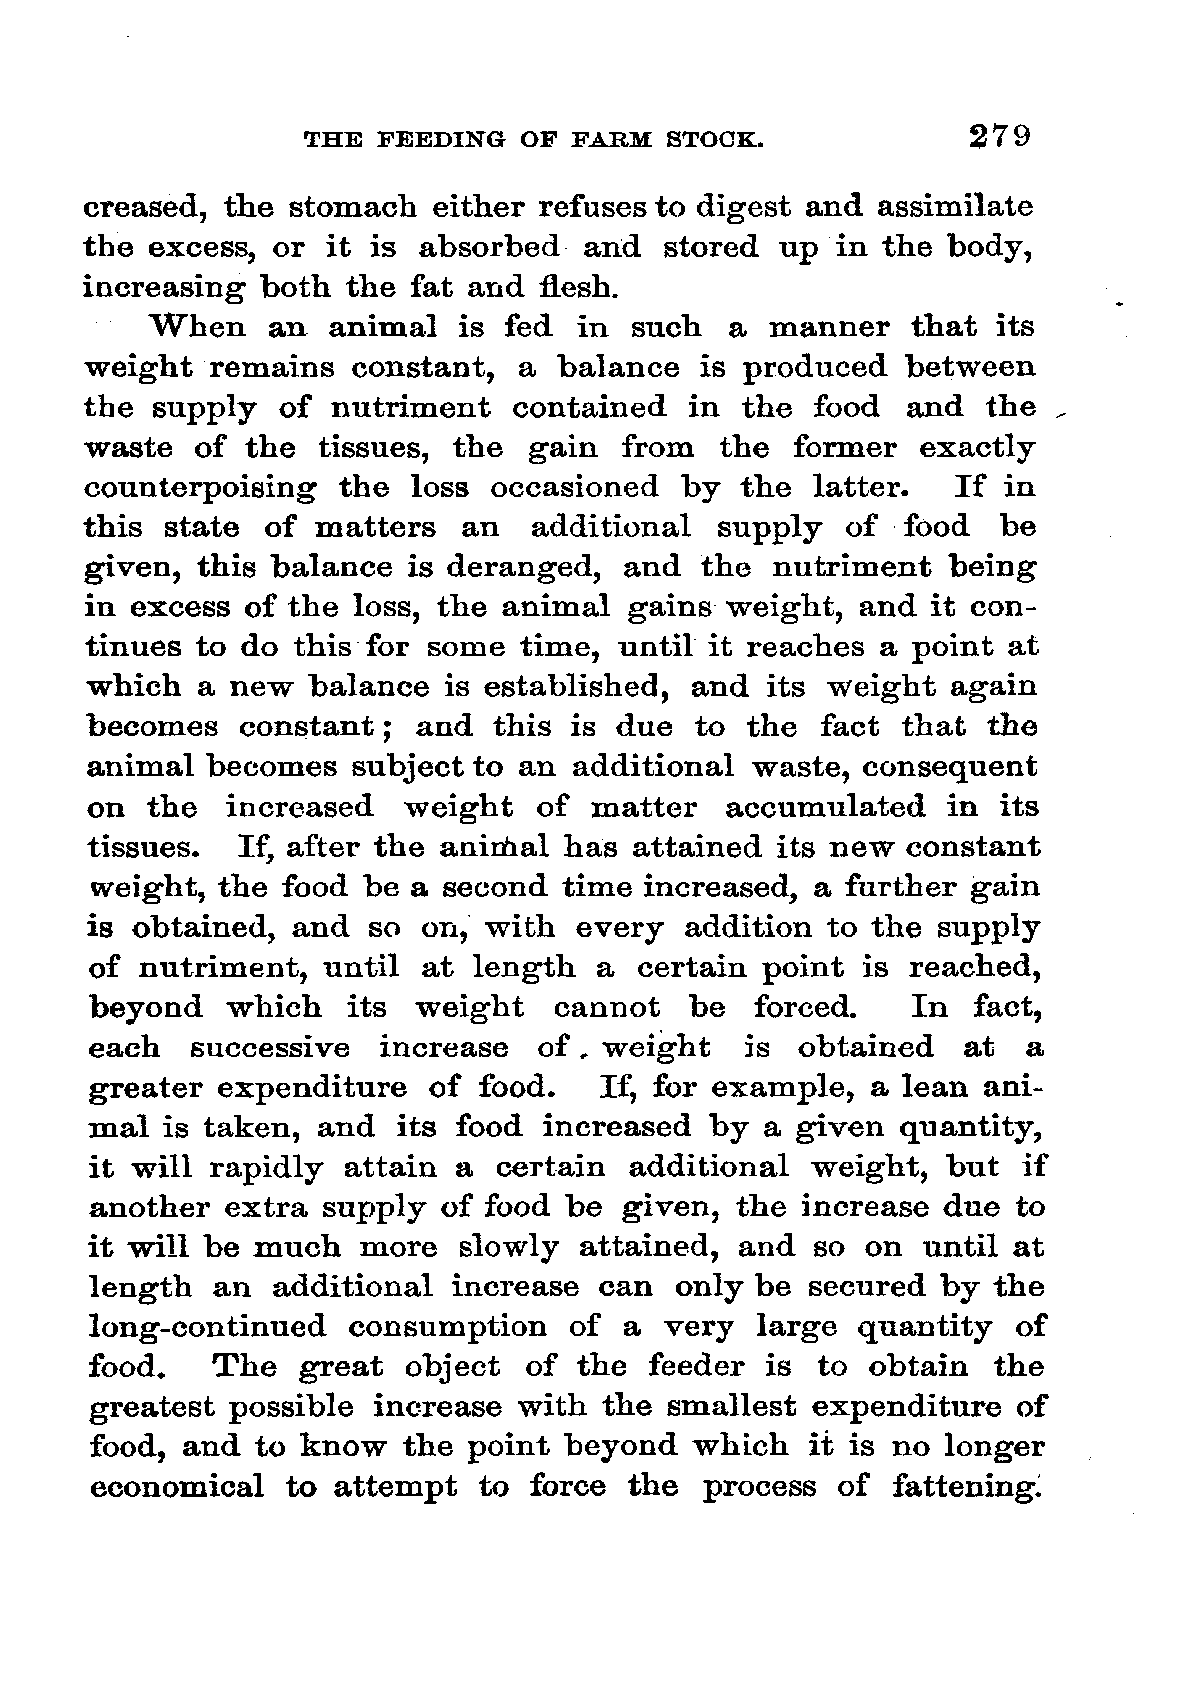 THE FEEDING OF FARM STOCK. 279
creased, the stomach either refuses to digest and assimilate
the excess, or it is absorbed and stored up in the body,
increasing both the fat and flesh.
When an animal is fed in such a manner that its
weight remains constant, a balance is produced between
the supply of nutriment contained in the food and the
waste of the tissues, the gain from the former exactly
counterpoising the loss occasioned by the latter. If in
this state of matters an additional supply of food be
given, this balance is deranged, and the nutriment being
in excess of the loss, the animal gains weight, and it con-
tinues to do this for some time, until it reaches a point at
which a new balance is established, and its weight again
becomes constant; and this is due to the fact that the
animal becomes subject to an additional waste, consequent
on the increased weight of matter accumulated in its
tissues. If, after the animal has attained its new constant
weight, the food be a second time increased, a further gain
is obtained, and so on, with every addition to the supply
of nutriment, until at length a certain point is reached,
beyond which its weight cannot be forced. In fact,
each successive increase of weight is obtained at a
greater expenditure of food. If, for example, a lean ani-
mal is taken, and its food increased by a given quantity,
it will rapidly attain a certain additional weight, but if
another extra supply of food be given, the increase due to
it will be much more slowly attained, and so on until at
length an additional increase can only be secured by the
long-continued consumption of a very large quantity of
food. The great object of the feeder is to obtain the
greatest possible increase with the smallest expenditure of
food, and to know the point beyond which it is no longer
economical to attempt to force the process of fattening.